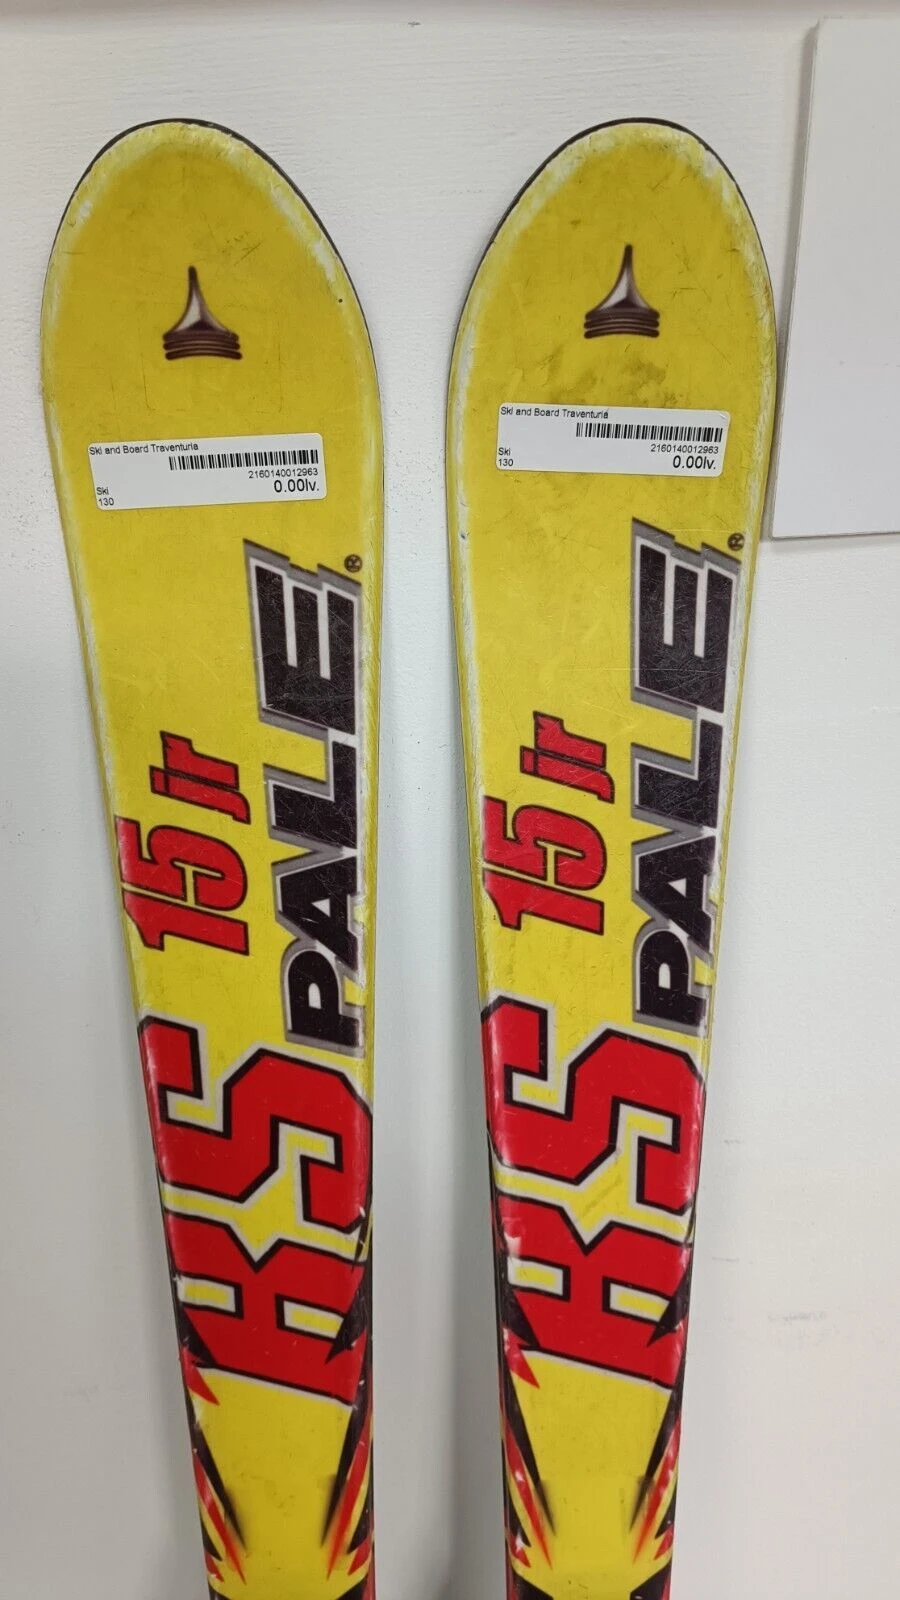 Ski and Board Traventuria
2160140012963
Ski
0.00lv.
130
PALE®
15 jr
RS
Ski and Board Traventuria
2160140012963
Ski
0.00lv.
130
PALE®
15 jr
RS